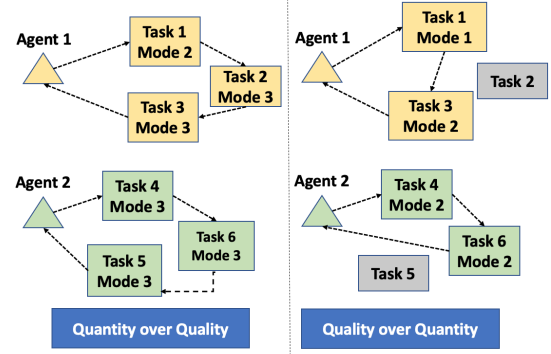 Agent 1
Task 1
Mode 2
Task 2
Mode 3
Task 3
Mode 3
Agent 2
Task 4
Mode 3
Task 6
Mode 3
Task 5
Mode 3
Quantity over Quality
Agent 1
Task 1
Mode 1
Task 2
Task 3
Mode 2
Agent 2
Task 4
Mode 2
Task 6
Mode 2
Task 5
Quality over Quantity